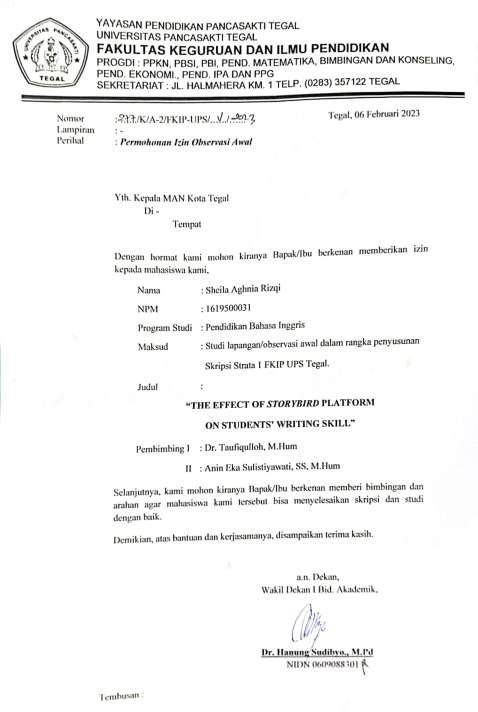 YAYASAN PENDIDIKAN PANCASAKTI TEGAL
UNIVERSITAS PANCASAKTI TEGAL
FAKULTAS KEGURUAN DAN ILMU PENDIDIKAN
PROGDI : PPKN, PBSI, PBI, PEND. MATEMATIKA, BIMBINGAN DAN KONSELING,
PEND. EKONOMI., PEND. IPA DAN PPG
SEKRETARIAT : JL. HALMAHERA KM. 1 TELP. (0283) 357122 TEGAL
UNIVERSITAS PANCASAKTI
TEGAL
Tegal, 06 Februari 2023
Nomor : /K/A-2/FKIP-UPS/
Lampiran : -
Perihal : Permohonan Izin Observasi Awal
Yth. Kepala MAN Kota Tegal
Di -
Tempat
Dengan hormat kami mohon kiranya Bapak/Ibu berkenan memberikan izin
kepada mahasiswa kami,
Nama : Sheila Aghnia Rizqi
NPM : 1619500031
Program Studi : Pendidikan Bahasa Inggris
Maksud : Studi lapangan/observasi awal dalam rangka penyusunan
Skripsi Strata 1 FKIP UPS Tegal.
Judul :
“THE EFFECT OF STORYBIRD PLATFORM
ON STUDENTS’ WRITING SKILL”
Pembimbing I : Dr. Taufiqulloh, M.Hum
II : Anin Eka Sulistiyawati, SS, M.Hum
Selanjutnya, kami mohon kiranya Bapak/Ibu berkenan memberi bimbingan dan
arahan agar mahasiswa kami tersebut bisa menyelesaikan skripsi dan studi
dengan baik.
Demikian, atas bantuan dan kerjasamanya, disampaikan terima kasih.
a.n. Dekan,
Wakil Dekan I Bid. Akademik,
Dr. Hanung Sudibyo., M.Pd
NIDN 0609088301
Tembusan :